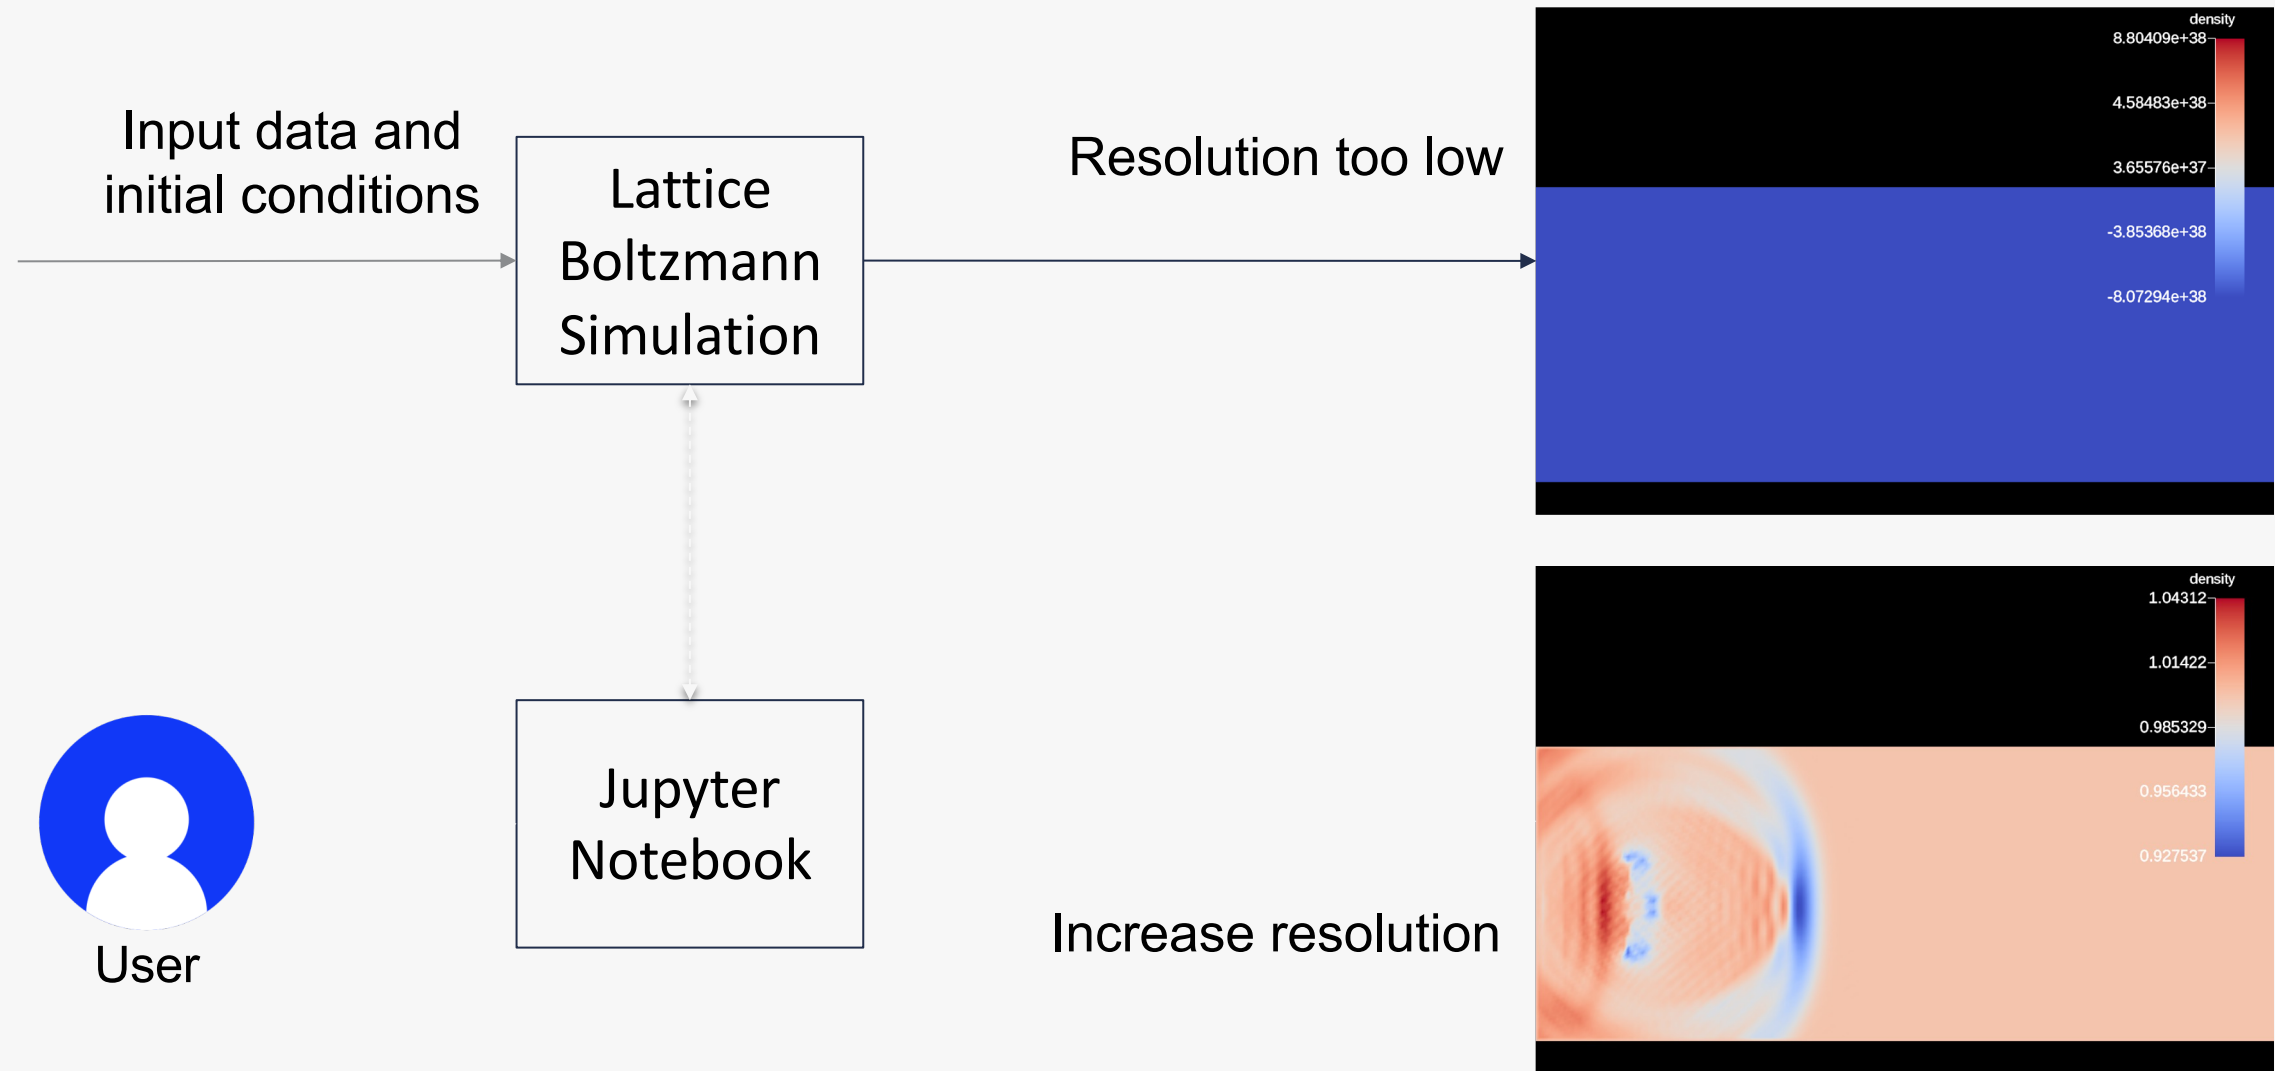 Input data and
initial conditions
Lattice
Boltzmann
Simulation
Resolution too low
density
8.80409e+38
4.58483e+38
3.65576e+37
-3.85368e+38
-8.07294e+38
User
Jupyter
Notebook
Increase resolution
density
1.04312
1.01422
0.985329
0.956433
0.927537